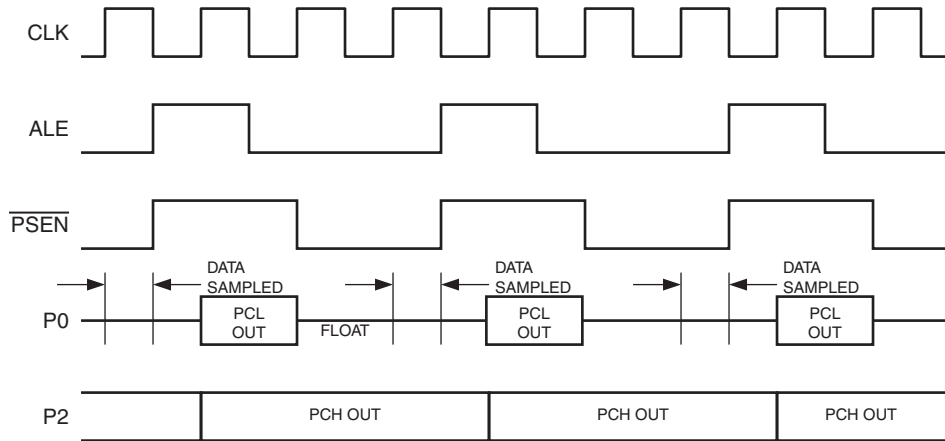 CLK
ALE
PSEN
DATA
SAMPLED
DATA
SAMPLED
DATA
SAMPLED
P0
PCL
OUT
FLOAT
PCL
OUT
PCL
OUT
P2
PCH OUT
PCH OUT
PCH OUT